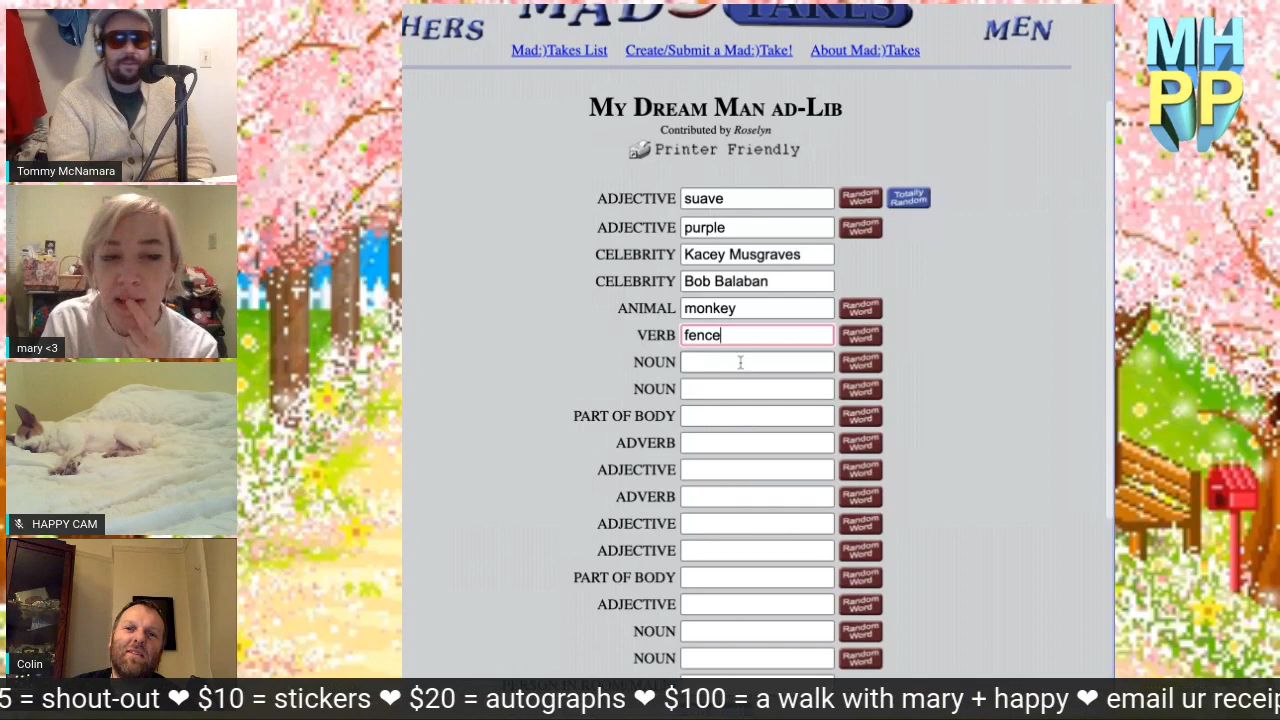 HERS
MAD TAKES
MEN
Mad:)Takes List Create/Submit a Mad:)Take! About Mad:)Takes
MY DREAM MAN AD-LIB
Contributed by Roselyn
Printer Friendly
ADJECTIVE suave Random Word Totally Random
ADJECTIVE purple Random Word
CELEBRITY Kacey Musgraves
CELEBRITY Bob Balaban
ANIMAL monkey Random Word
VERB fence Random Word
NOUN Random Word
NOUN Random Word
PART OF BODY Random Word
ADVERB Random Word
ADJECTIVE Random Word
ADVERB Random Word
ADJECTIVE Random Word
ADJECTIVE Random Word
PART OF BODY Random Word
ADJECTIVE Random Word
NOUN Random Word
NOUN Random Word
MH
PP
Tommy McNamara
mary <3
HAPPY CAM
Colin
5 = shout-out ❤ $10 = stickers ❤ $20 = autographs ❤ $100 = a walk with mary + happy ❤ email ur receip